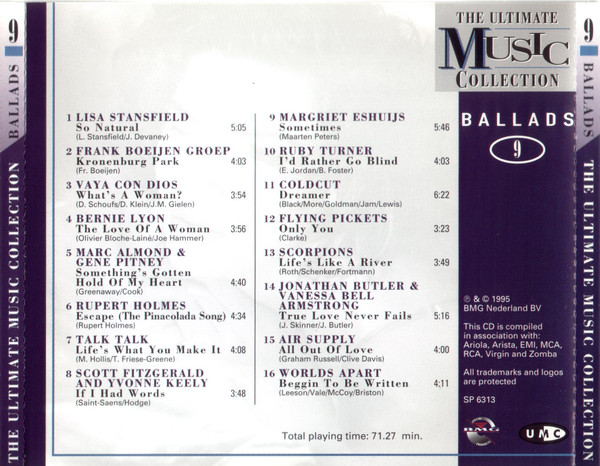 9
BALLADS
THE ULTIMATE MUSIC COLLECTION
THE ULTIMATE
MUSIC
COLLECTION
BALLADS
9
1 LISA STANSFIELD
So Natural 5:05
(L. Stansfield/J. Devaney)
2 FRANK BOEIJEN GROEP
Kronenburg Park 4:03
(Fr. Boeijen)
3 VAYA CON DIOS
What's A Woman? 3:54
(D. Schoufs/D. Klein/J.M. Gielen)
4 BERNIE LYON
The Love Of A Woman 3:56
(Olivier Bloche-Lainé/Joe Hammer)
5 MARC ALMOND &
GENE PITNEY
Something's Gotten
Hold Of My Heart 4:40
(Greenaway/Cook)
6 RUPERT HOLMES
Escape (The Pinacolada Song) 4:34
(Rupert Holmes)
7 TALK TALK
Life's What You Make It 4:08
(M. Hollis/T. Friese-Greene)
8 SCOTT FITZGERALD
AND YVONNE KEELY
If I Had Words 3:48
(Saint-Saens/Hodge)
9 MARGRIET ESHUIJS
Sometimes 5:46
(Maarten Peters)
10 RUBY TURNER
I'd Rather Go Blind 4:03
(E. Jordan/B. Foster)
11 COLDCUT
Dreamer 6:22
(Black/More/Goldman/Jam/Lewis)
12 FLYING PICKETS
Only You 3:23
(Clarke)
13 SCORPIONS
Life's Like A River 3:49
(Roth/Schenker/Fortmann)
14 JONATHAN BUTLER &
VANESSA BELL
ARMSTRONG
True Love Never Fails 5:16
(J. Skinner/J. Butler)
15 AIR SUPPLY
All Out Of Love 4:00
(Graham Russell/Clive Davis)
16 WORLDS APART
Beggin To Be Written 4;11
(Leeson/Vale/McCoy/Briston)
Total playing time: 71.27 min.
℗ & © 1995
BMG Nederland BV
This CD is compiled
in association with:
Ariola, Arista, EMI, MCA,
RCA, Virgin and Zomba
All trademarks and logos
are protected
SP 6313
BMG
UMC
9
BALLADS
THE ULTIMATE MUSIC COLLECTION